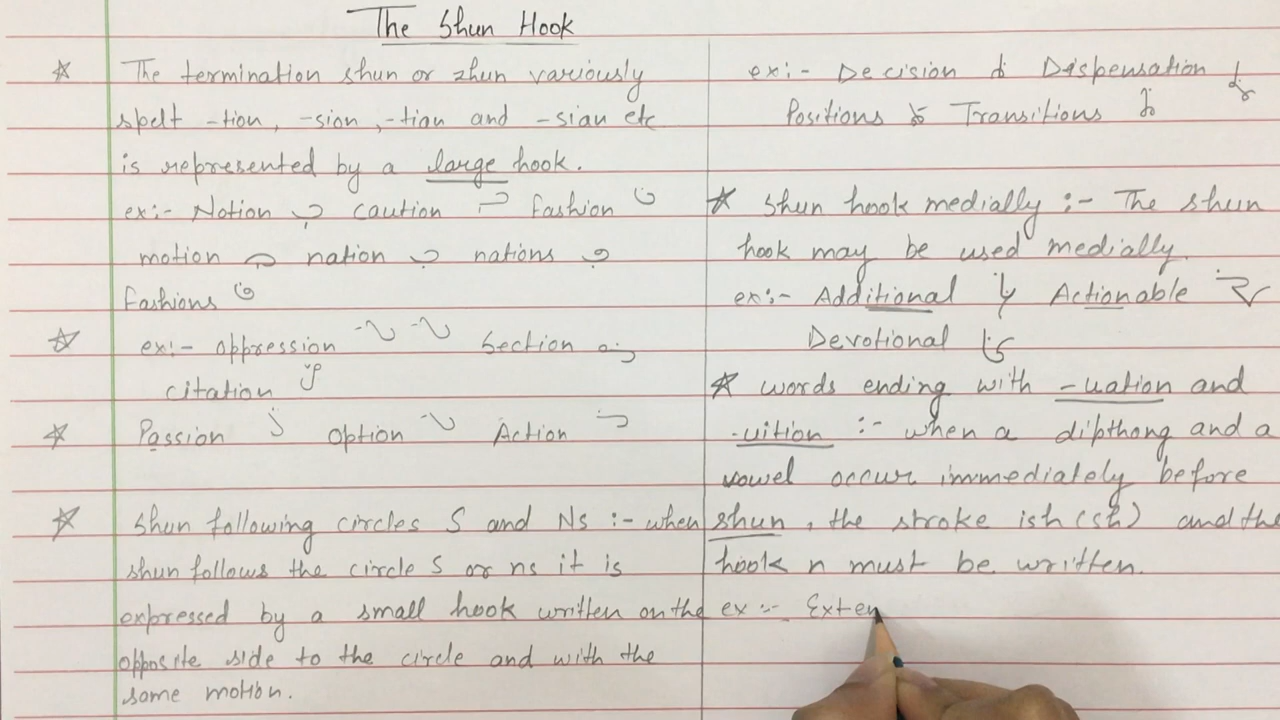 The Shun Hook
The termination shun or zhun variously
spelt -tion, -sion, -tian and -sian etc
is represented by a large hook.
ex:- Notion caution fashion
motion nation nations
fashions
ex:- oppression Section
citation
Passion Option Action
Shun following circles S and Ns :- when
shun follows the circle S or ns it is
expressed by a small hook written on the
opposite side to the circle and with the
same motion.
ex:- Decision Dispensation
Positions Transitions
Shun hook medially :- The shun
hook may be used medially.
ex:- Additional Actionable
Devotional
words ending with -uation and
-uition :- when a dipthong and a
vowel occur immediately before
shun, the stroke ish (sh) and the
hook n must be written.
ex :- Exten